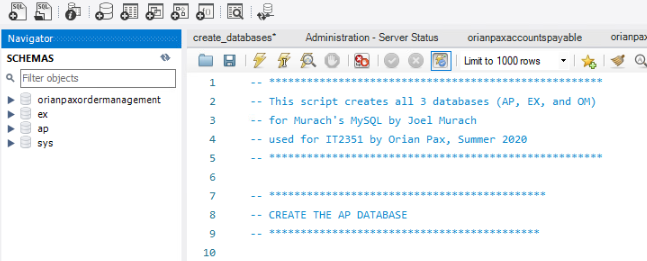 SQL
SQL
Navigator
SCHEMAS
Filter objects
orianpaxordermanagement
ex
ap
sys
create_databases*
Administration - Server Status
orianpaxaccountspayable
orianpax
Limit to 1000 rows
1 -- *****************************************************
2 -- This script creates all 3 databases (AP, EX, and OM)
3 -- for Murach's MySQL by Joel Murach
4 -- used for IT2351 by Orian Pax, Summer 2020
5 -- *****************************************************
6
7 -- ********************************************
8 -- CREATE THE AP DATABASE
9 -- *******************************************
10